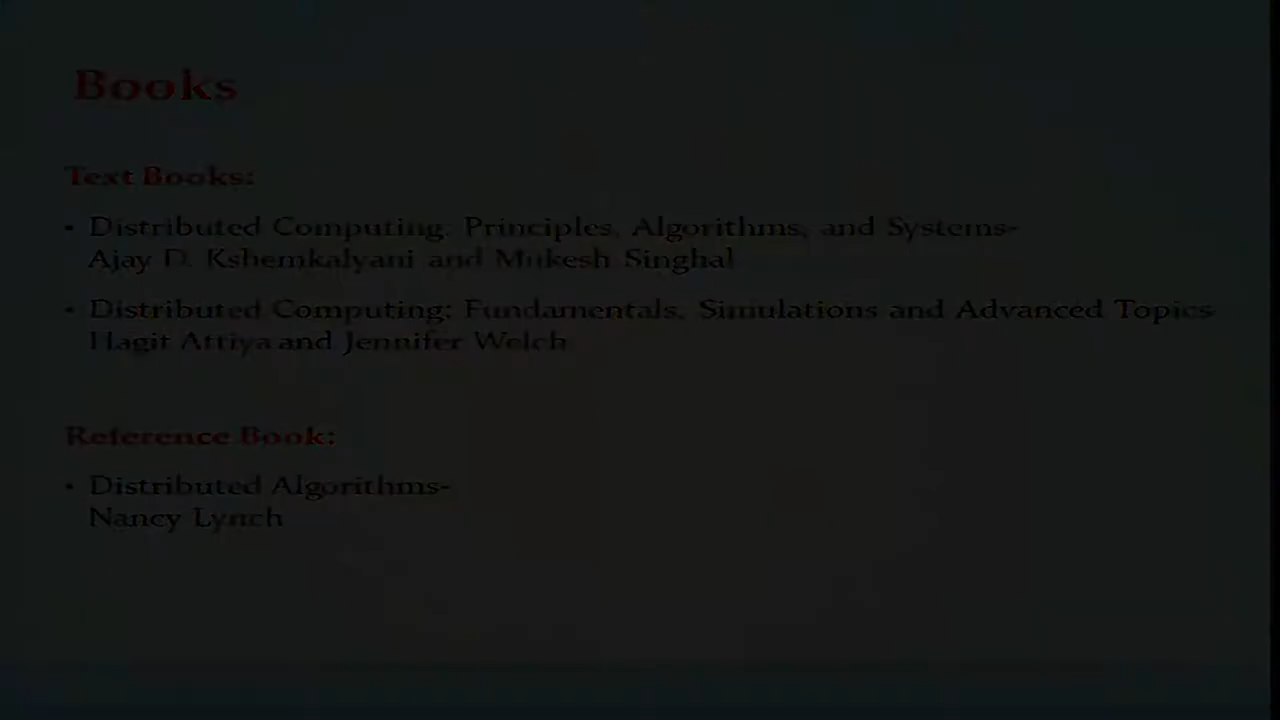 Books
Text Books:
• Distributed Computing: Principles, Algorithms, and Systems-
Ajay D. Kshemkalyani and Mukesh Singhal
• Distributed Computing: Fundamentals, Simulations and Advanced Topics-
Hagit Attiya and Jennifer Welch
Reference Book:
• Distributed Algorithms-
Nancy Lynch